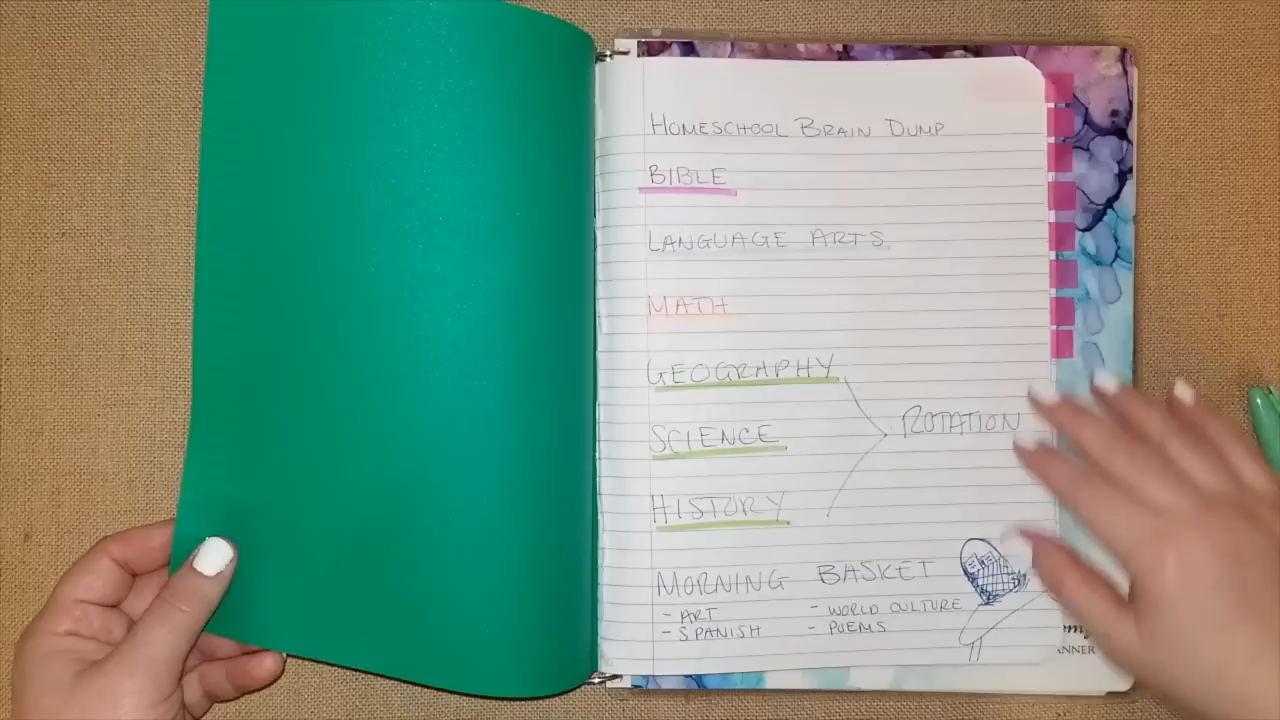 HOMESCHOOL BRAIN DUMP
BIBLE
LANGUAGE ARTS
MATH
GEOGRAPHY
SCIENCE
ROTATION
HISTORY
MORNING BASKET
- ART - WORLD CULTURE
- SPANISH - POEMS